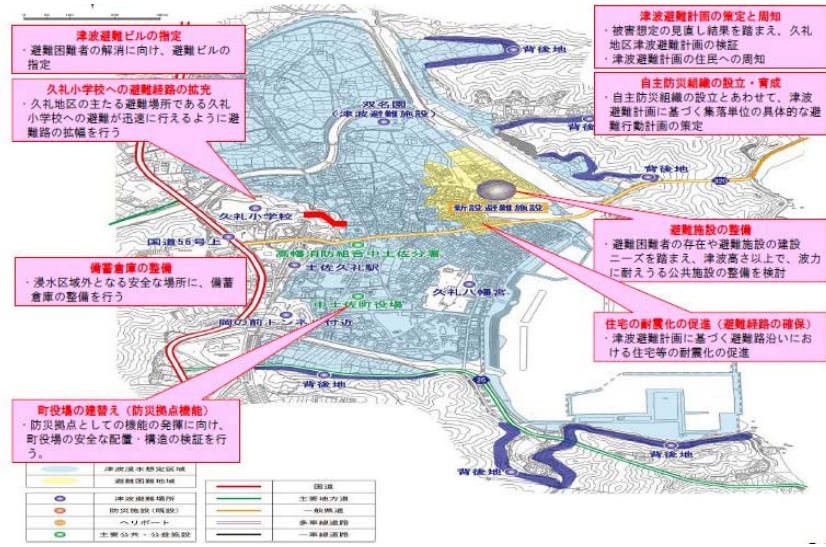 津波避難ビルの指定
・避難困難者の解消に向け、避難ビルの
指定
久礼小学校への避難経路の拡充
・久礼地区の主たる避難場所である久礼
小学校への避難が迅速に行えるように避
難路の拡幅を行う
備蓄倉庫の整備
・浸水区域外となる安全な場所に、備蓄
倉庫の整備を行う
町役場の建替え（防災拠点機能）
・防災拠点としての機能の発揮に向け、
町役場の安全な配置・構造の検証を行
う。
津波避難計画の策定と周知
・被害想定の見直し結果を踏まえ、久礼
地区津波避難計画の検証
・津波避難計画の住民への周知
自主防災組織の設立・育成
・自主防災組織の設立とあわせて、津波
避難計画に基づく集落単位の具体的な避
難行動計画の策定
避難施設の整備
・避難困難者の存在や避難施設の建設
ニーズを踏まえ、津波高さ以上で、波力
に耐えうる公共施設の整備を検討
住宅の耐震化の促進（避難経路の確保）
・津波避難計画に基づく避難路沿いにお
ける住宅等の耐震化の促進
背後地
双名園
（津波避難施設）
背後地
背後地
320
新設避難施設
久礼小学校
国道56号上
高幡消防組合中土佐分署
土佐久礼駅
久礼八幡宮
中土佐町役場
岡の前トンネル付近
背後地
25
背後地
背後地
津波浸水想定区域
避難困難地域
津波避難場所
防災施設(既設)
ヘリポート
主要公共・公益施設
国道
主要地方道
一般県道
多車線道路
一車線道路